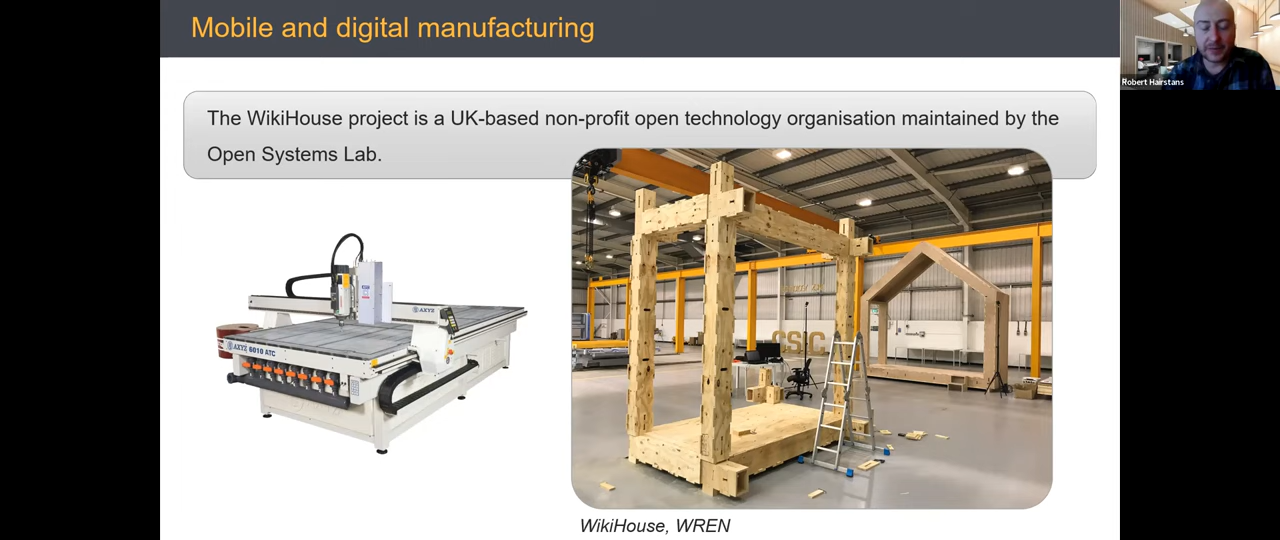 Mobile and digital manufacturing
Robert Hairstans
The WikiHouse project is a UK-based non-profit open technology organisation maintained by the
Open Systems Lab.
AXYZ
AXYZ 6010 ATC
CSIC
WikiHouse, WREN